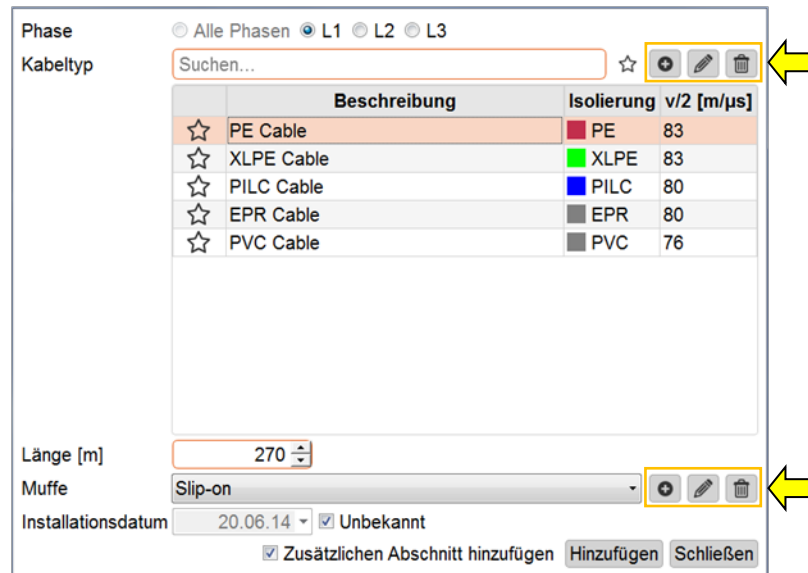 Phase Alle Phasen L1 L2 L3
Kabeltyp Suchen...
Beschreibung Isolierung v/2 [m/µs]
PE Cable PE 83
XLPE Cable XLPE 83
PILC Cable PILC 80
EPR Cable EPR 80
PVC Cable PVC 76
Länge [m] 270
Muffe Slip-on
Installationsdatum 20.06.14 Unbekannt
Zusätzlichen Abschnitt hinzufügen Hinzufügen Schließen